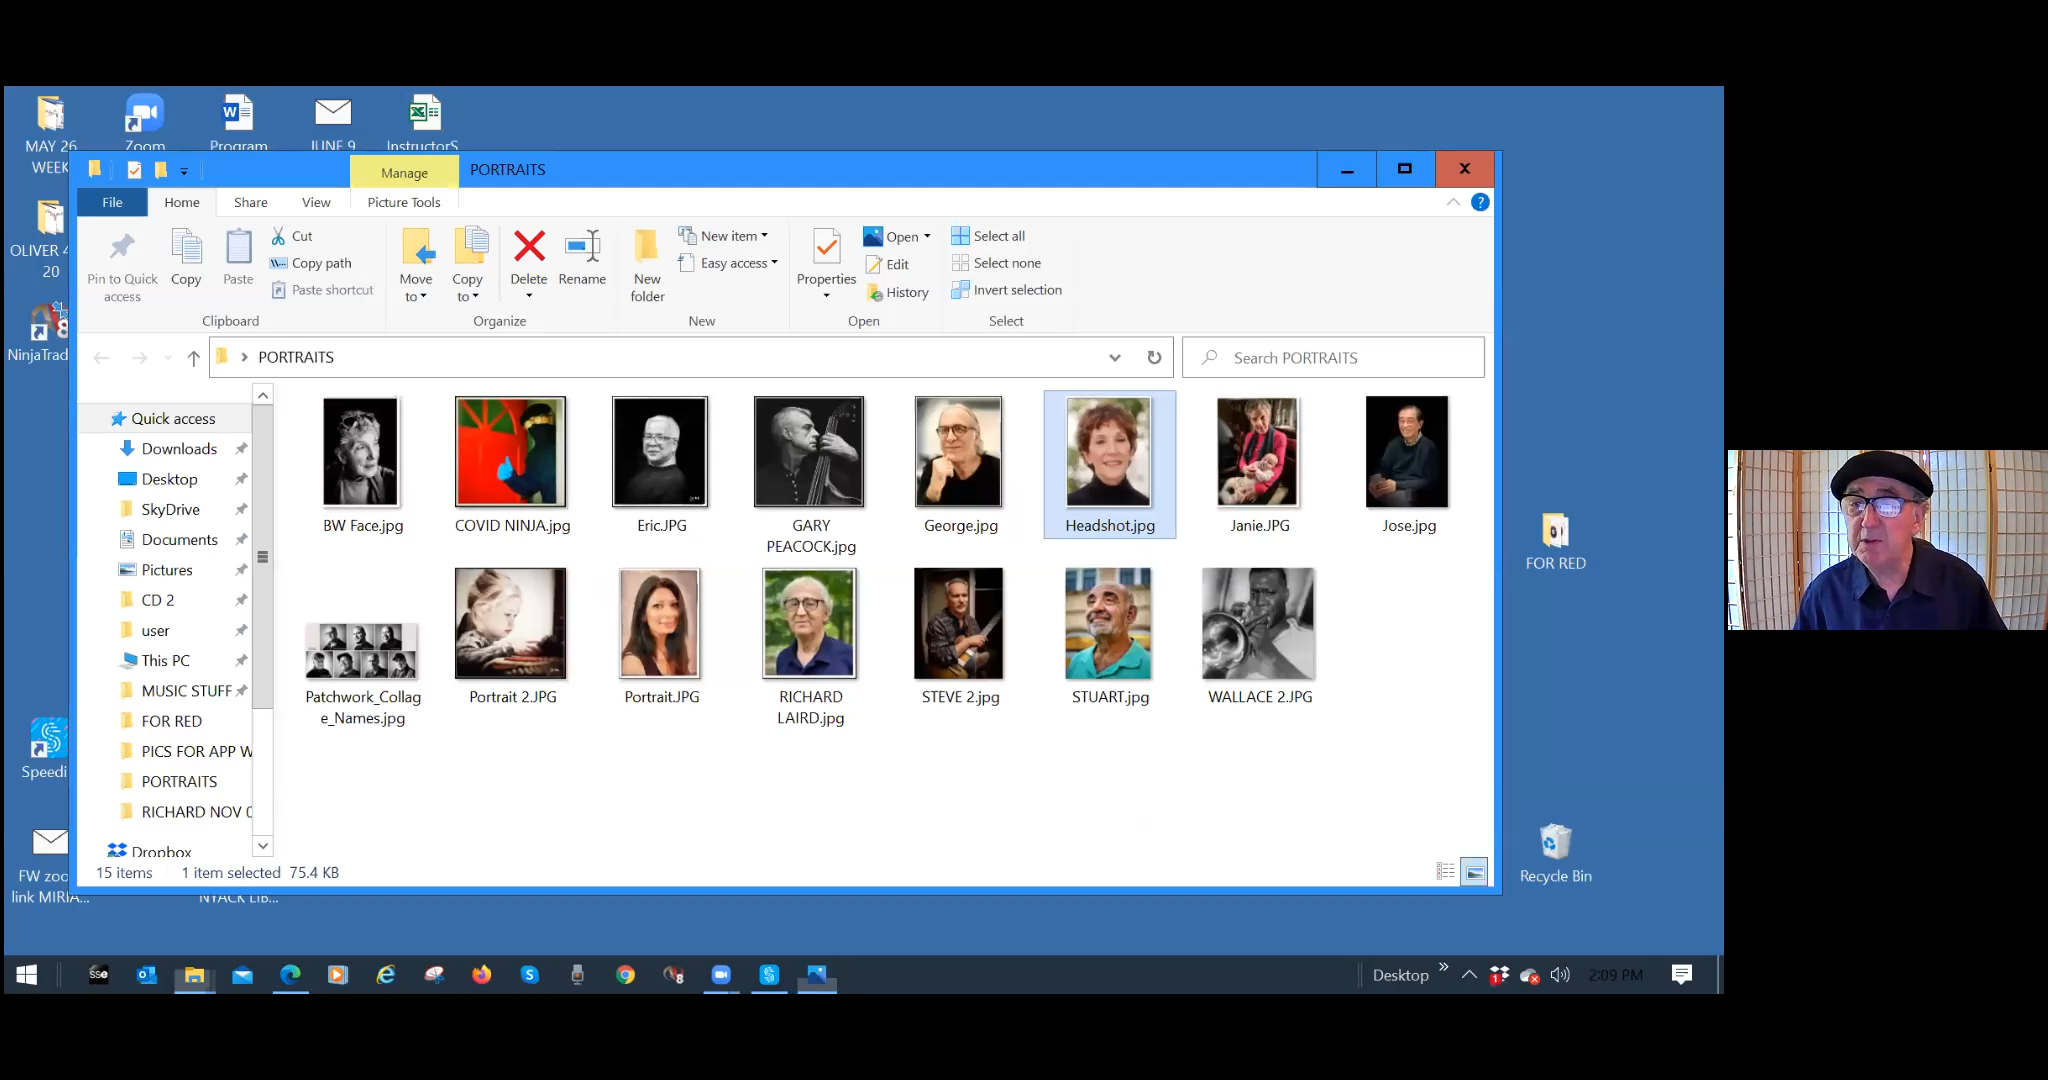 MAY 26
WEEK
Zoom
Program
JUNE 9
InstructorS
Manage
PORTRAITS
File
Home
Share
View
Picture Tools
OLIVER 4
20
Pin to Quick
access
Copy
Paste
Cut
Copy path
Paste shortcut
Clipboard
Move
to
Copy
to
Delete
Rename
Organize
New
folder
New item
Easy access
New
Properties
Open
Edit
History
Open
Select all
Select none
Invert selection
Select
NinjaTrad
PORTRAITS
Search PORTRAITS
Quick access
Downloads
Desktop
SkyDrive
Documents
Pictures
CD 2
user
This PC
MUSIC STUFF
FOR RED
PICS FOR APP W
PORTRAITS
RICHARD NOV 0
Dropbox
BW Face.jpg
COVID NINJA.jpg
Eric.JPG
GARY
PEACOCK.jpg
George.jpg
Headshot.jpg
Janie.JPG
Jose.jpg
Patchwork_Collag
e_Names.jpg
Portrait 2.JPG
Portrait.JPG
RICHARD
LAIRD.jpg
STEVE 2.jpg
STUART.jpg
WALLACE 2.JPG
FOR RED
Speedi
15 items
1 item selected 75.4 KB
FW zoo
link MIRIA...
NYACK LIB...
Recycle Bin
sse
Desktop
2:09 PM